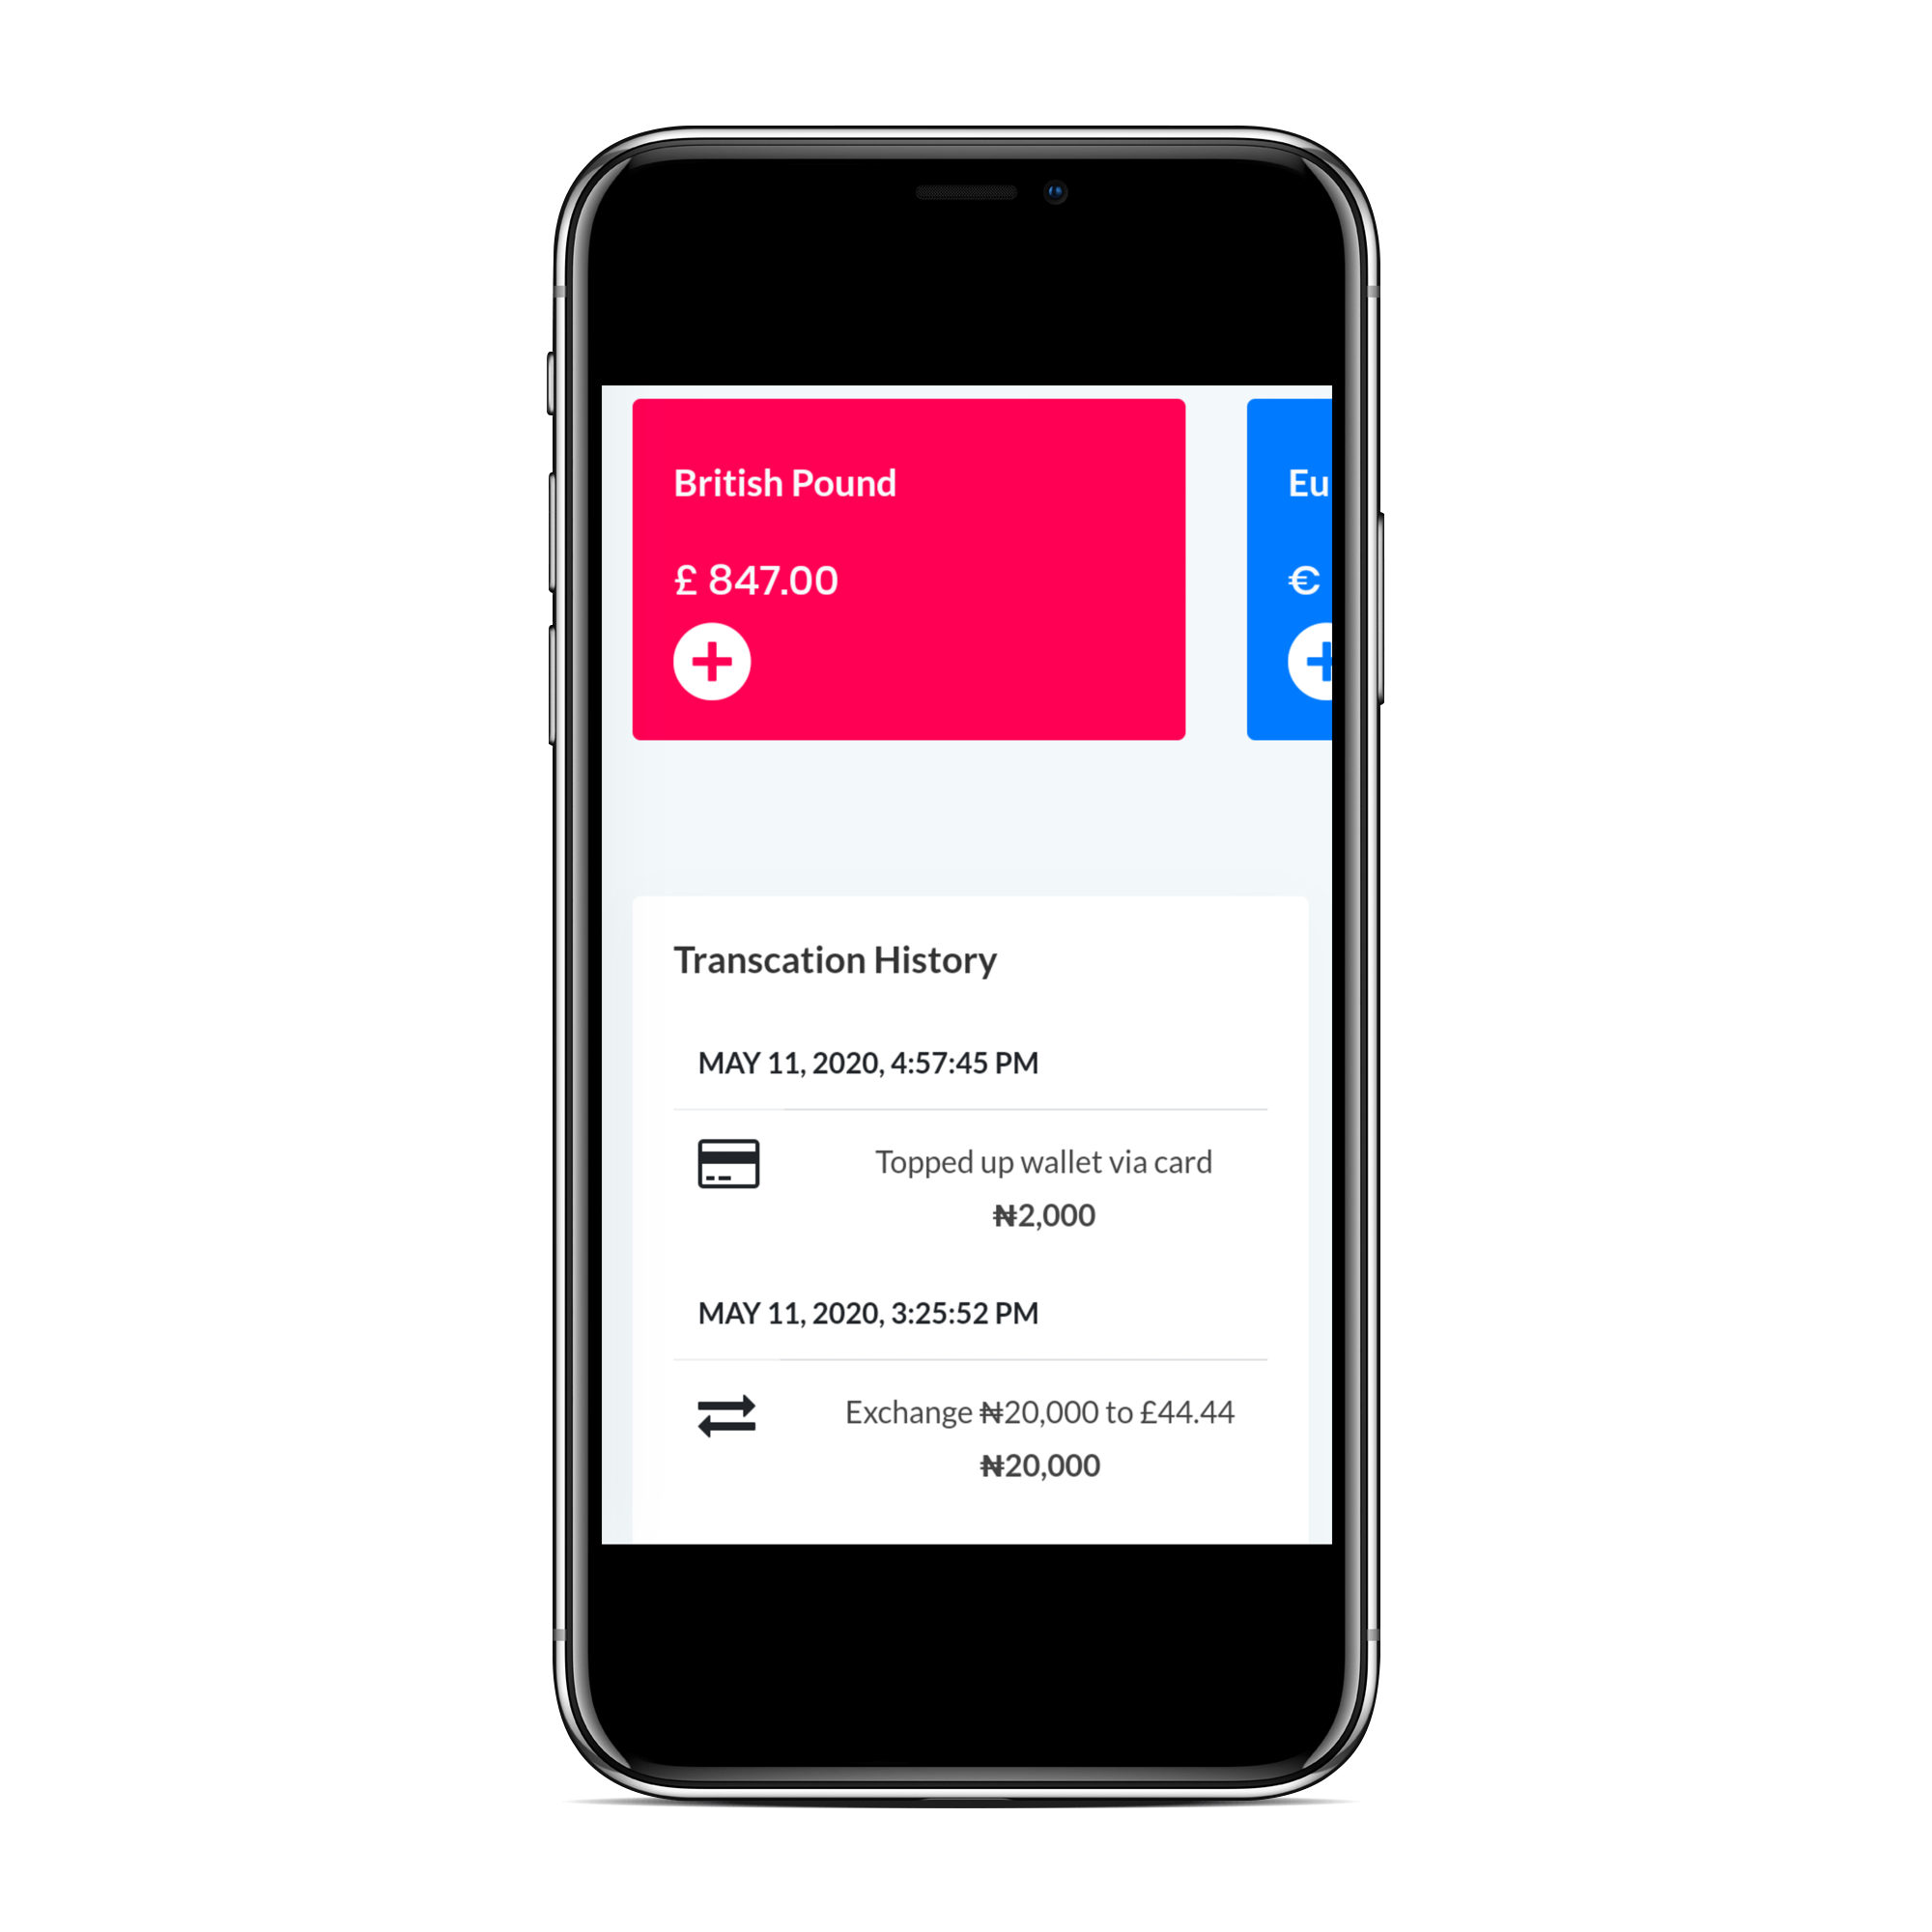 British Pound
£ 847.00
Eu
€
Transcation History
MAY 11, 2020, 4:57:45 PM
Topped up wallet via card
₦2,000
MAY 11, 2020, 3:25:52 PM
Exchange ₦20,000 to £44.44
₦20,000